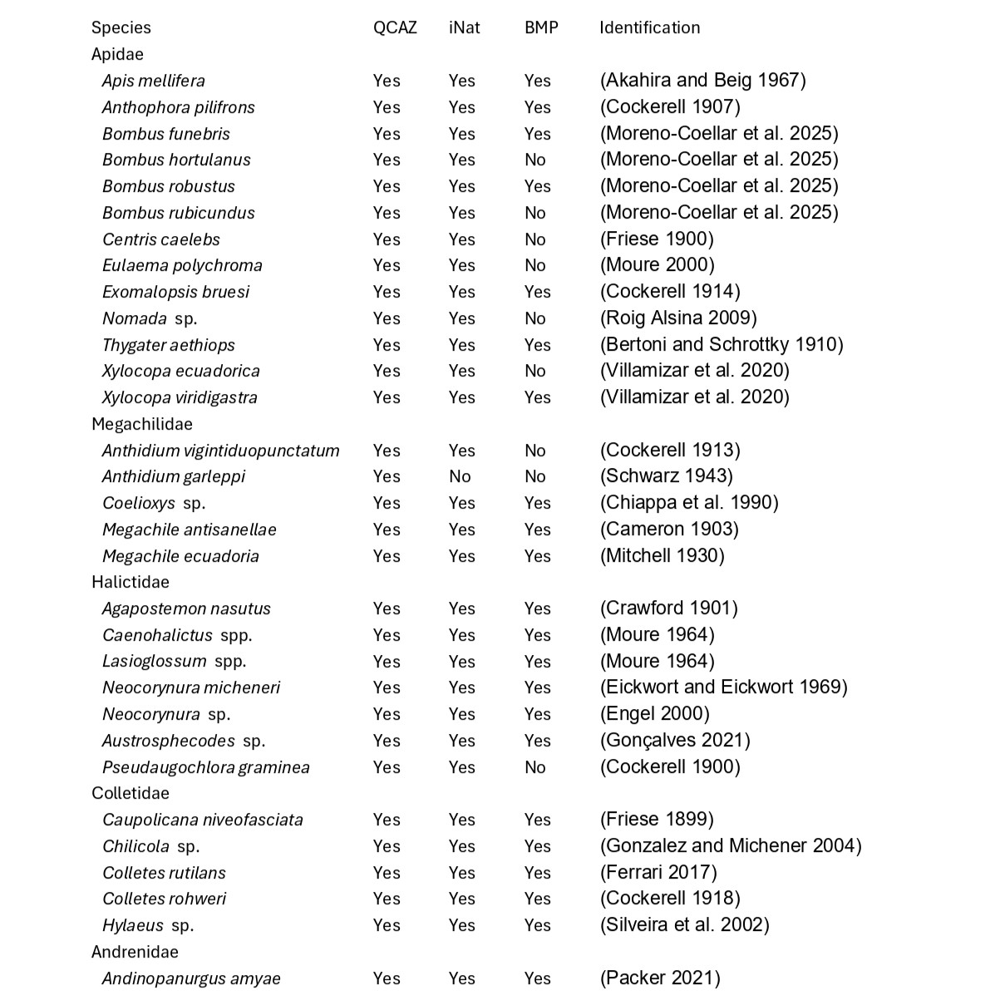 Species QCAZ iNat BMP Identification
Apidae
Apis mellifera Yes Yes Yes (Akahira and Beig 1967)
Anthophora pilifrons Yes Yes Yes (Cockerell 1907)
Bombus funebris Yes Yes Yes (Moreno-Coellar et al. 2025)
Bombus hortulanus Yes Yes No (Moreno-Coellar et al. 2025)
Bombus robustus Yes Yes Yes (Moreno-Coellar et al. 2025)
Bombus rubicundus Yes Yes No (Moreno-Coellar et al. 2025)
Centris caelebs Yes Yes No (Friese 1900)
Eulaema polychroma Yes Yes No (Moure 2000)
Exomalopsis bruesi Yes Yes Yes (Cockerell 1914)
Nomada sp. Yes Yes No (Roig Alsina 2009)
Thygater aethiops Yes Yes Yes (Bertoni and Schrottky 1910)
Xylocopa ecuadorica Yes Yes No (Villamizar et al. 2020)
Xylocopa viridigastra Yes Yes Yes (Villamizar et al. 2020)
Megachilidae
Anthidium vigintiduopunctatum Yes Yes No (Cockerell 1913)
Anthidium garleppi Yes No No (Schwarz 1943)
Coelioxys sp. Yes Yes Yes (Chiappa et al. 1990)
Megachile antisanellae Yes Yes Yes (Cameron 1903)
Megachile ecuadoria Yes Yes Yes (Mitchell 1930)
Halictidae
Agapostemon nasutus Yes Yes Yes (Crawford 1901)
Caenohalictus spp. Yes Yes Yes (Moure 1964)
Lasioglossum spp. Yes Yes Yes (Moure 1964)
Neocorynura micheneri Yes Yes Yes (Eickwort and Eickwort 1969)
Neocorynura sp. Yes Yes Yes (Engel 2000)
Austrosphecodes sp. Yes Yes Yes (Gonçalves 2021)
Pseudaugochlora graminea Yes Yes No (Cockerell 1900)
Colletidae
Caupolicana niveofasciata Yes Yes Yes (Friese 1899)
Chilicola sp. Yes Yes Yes (Gonzalez and Michener 2004)
Colletes rutilans Yes Yes Yes (Ferrari 2017)
Colletes rohweri Yes Yes Yes (Cockerell 1918)
Hylaeus sp. Yes Yes Yes (Silveira et al. 2002)
Andrenidae
Andinopanurgus amyae Yes Yes Yes (Packer 2021)